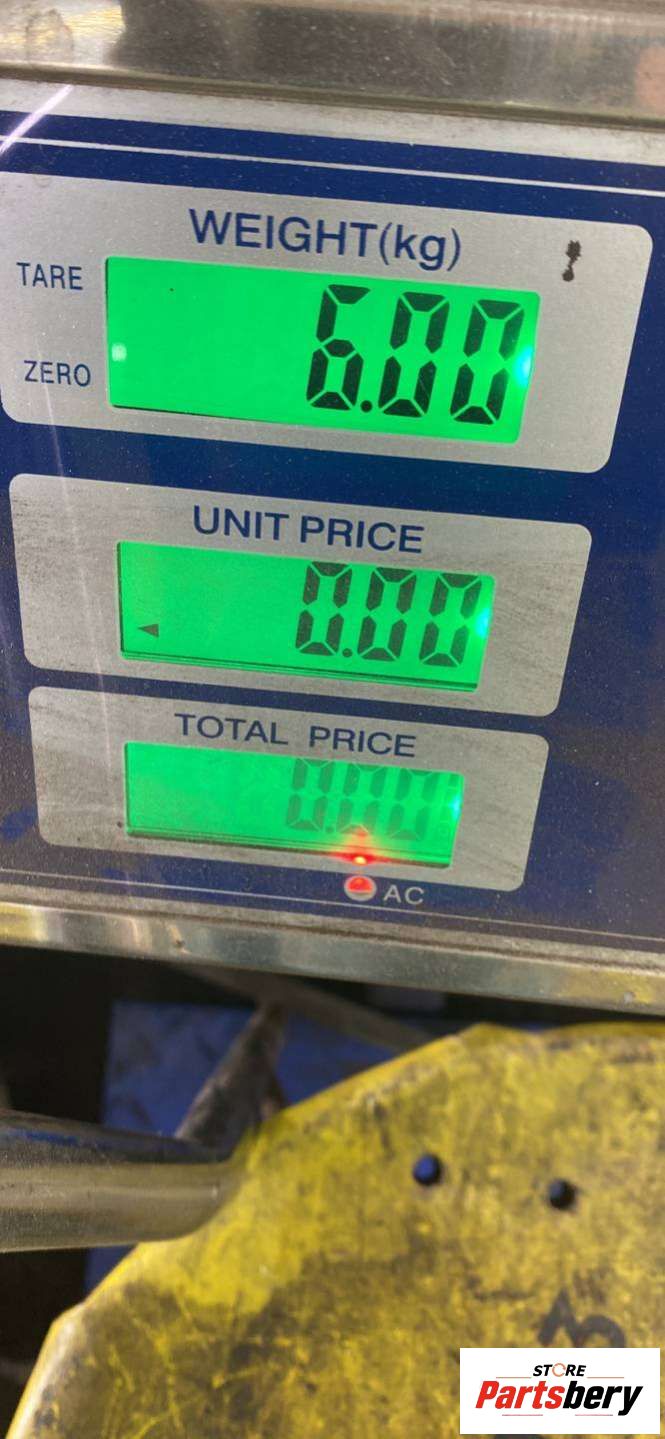 WEIGHT(kg)
TARE
6.00
ZERO
UNIT PRICE
0.00
TOTAL PRICE
0.00
AC
STORE
Partsbery